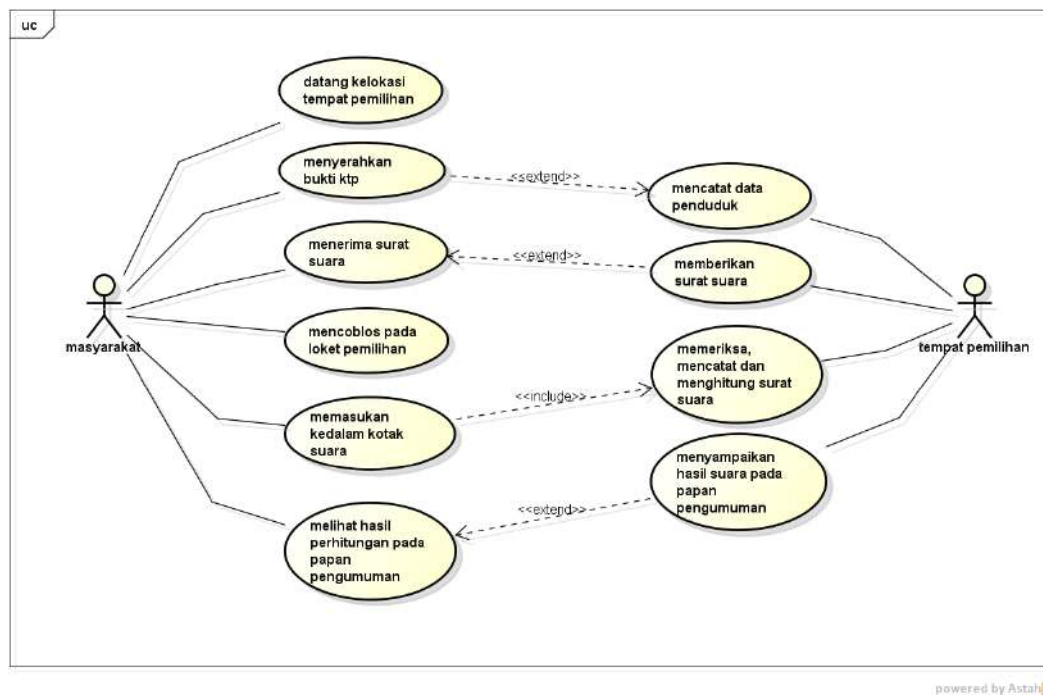 uc
datang kelokasi
tempat pemilihan
menyerahkan
bukti ktp
<<extend>>
mencatat data
penduduk
menerima surat
suara
<<extend>>
memberikan
surat suara
masyarakat
tempat pemilihan
mencoblos pada
loket pemilihan
memeriksa,
mencatat dan
menghitung surat
suara
<<include>>
memasukan
kedalam kotak
suara
menyampaikan
hasil suara pada
papan
pengumuman
<<extend>>
melihat hasil
perhitungan pada
papan
pengumuman
powered by Astah